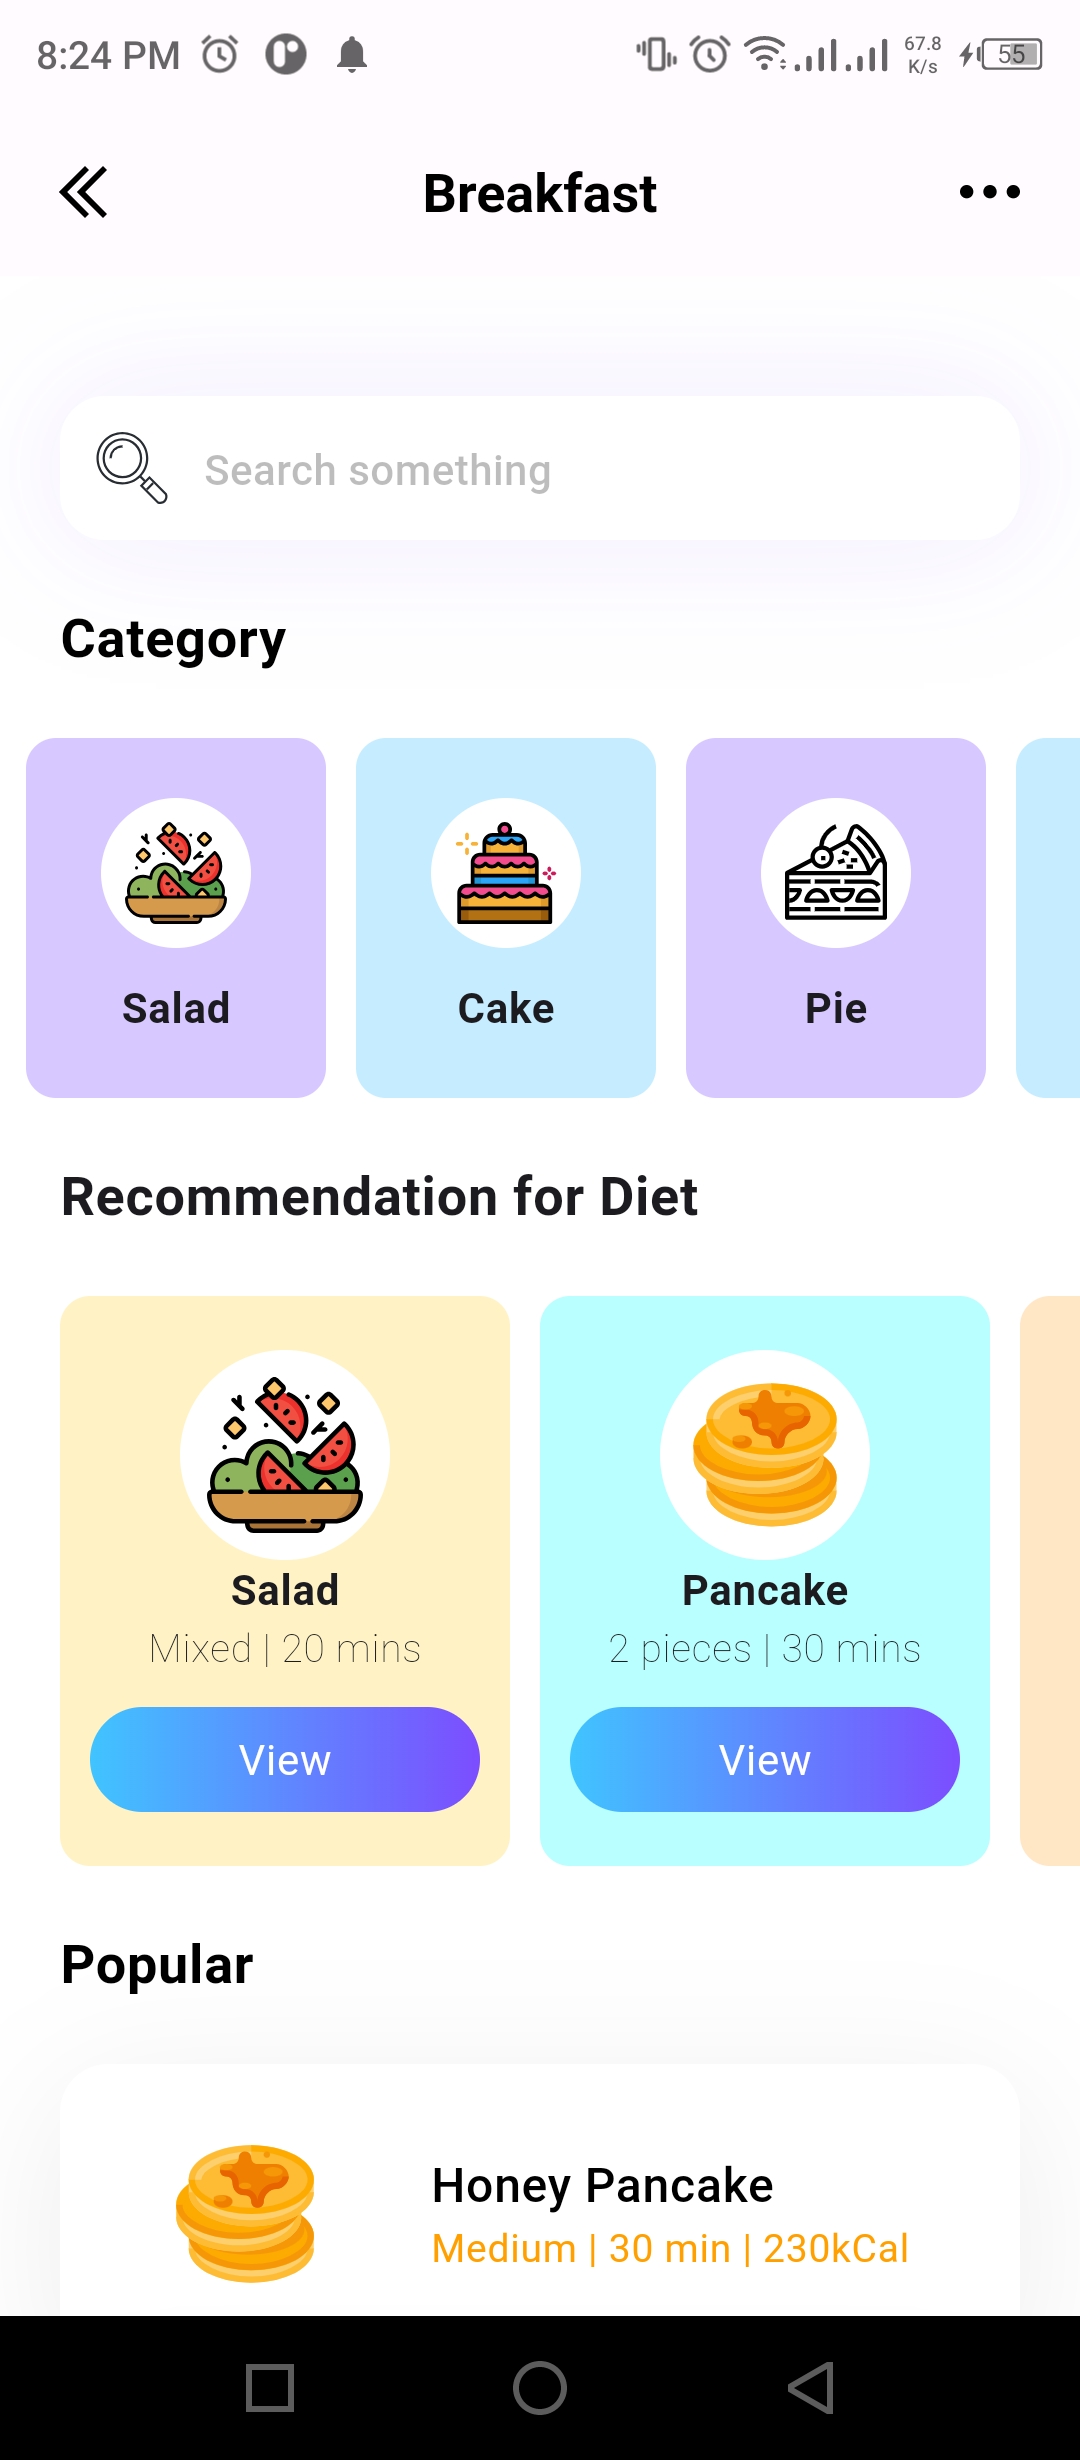 8:24 PM
67.8
K/s
55
Breakfast
Search something
Category
Salad
Cake
Pie
Recommendation for Diet
Salad
Mixed | 20 mins
View
Pancake
2 pieces | 30 mins
View
Popular
Honey Pancake
Medium | 30 min | 230kCal